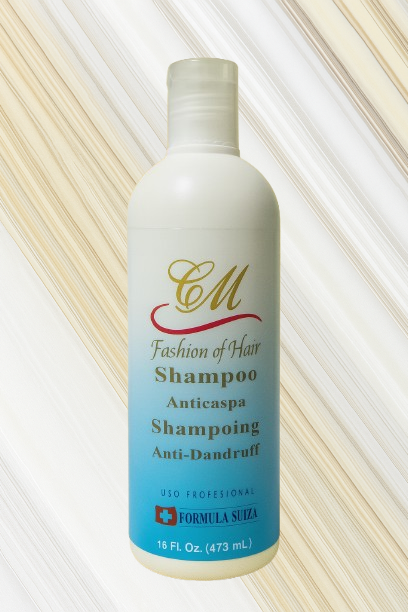 CM
Fashion of Hair
Shampoo
Anticaspa
Shampoing
Anti-Dandruff
USO PROFESIONAL
FORMULA SUIZA
16 Fl. Oz. (473 mL)